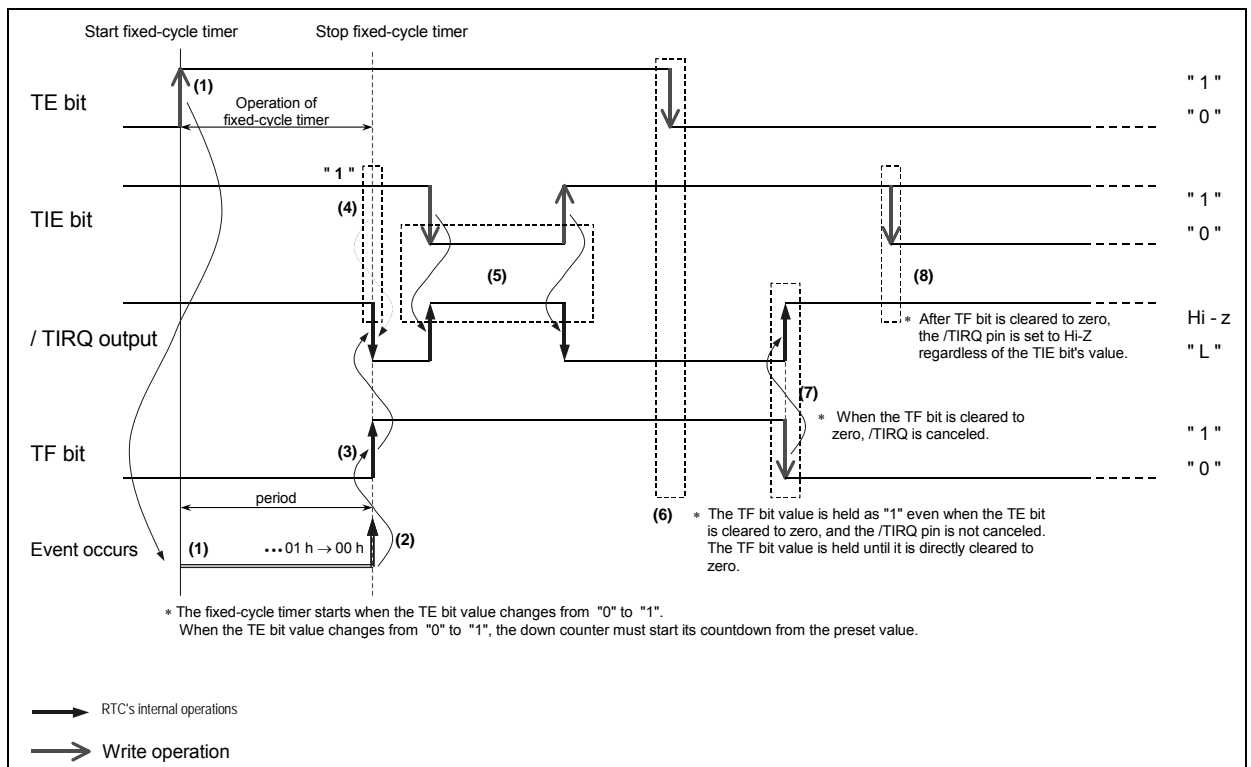 Start fixed-cycle timer
Stop fixed-cycle timer
TE bit
(1)
Operation of
fixed-cycle timer
" 1 "
" 0 "
TIE bit
" 1 "
(4)
(5)
" 1 "
" 0 "
(8)
/ TIRQ output
* After TF bit is cleared to zero,
the /TIRQ pin is set to Hi-Z
regardless of the TIE bit's value.
Hi - z
" L "
(7)
* When the TF bit is cleared to
zero, /TIRQ is canceled.
TF bit
(3)
" 1 "
" 0 "
period
(6)
* The TF bit value is held as "1" even when the TE bit
is cleared to zero, and the /TIRQ pin is not canceled.
The TF bit value is held until it is directly cleared to
zero.
Event occurs
(1)
•••01 h → 00 h
(2)
* The fixed-cycle timer starts when the TE bit value changes from "0" to "1".
When the TE bit value changes from "0" to "1", the down counter must start its countdown from the preset value.
RTC's internal operations
Write operation